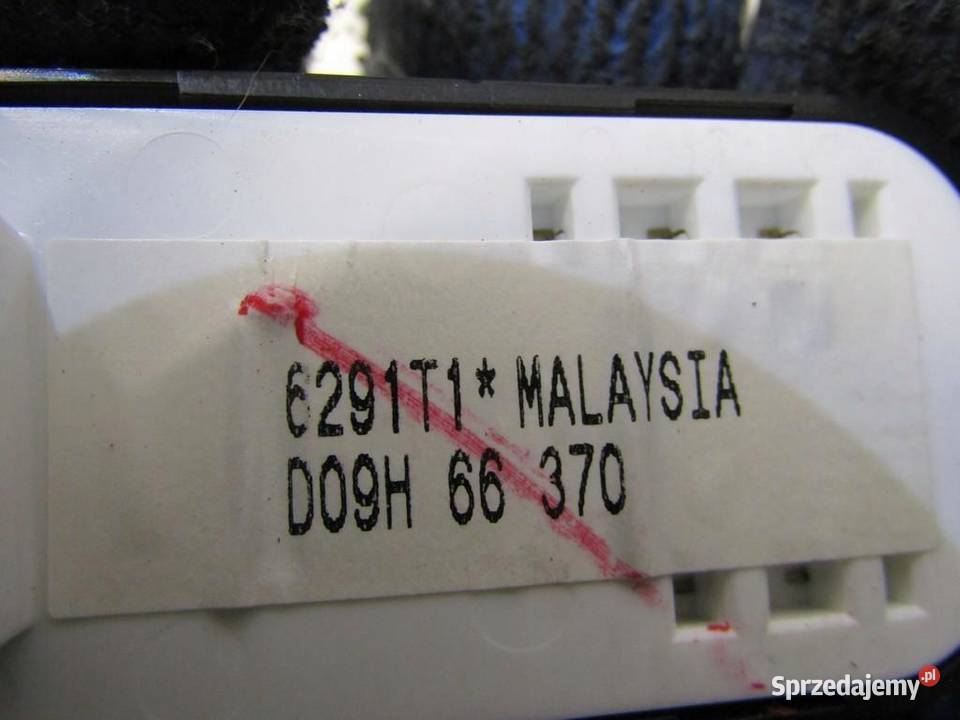 6291T1* MALAYSIA
D09H 66 370
Sprzedajemy.pl